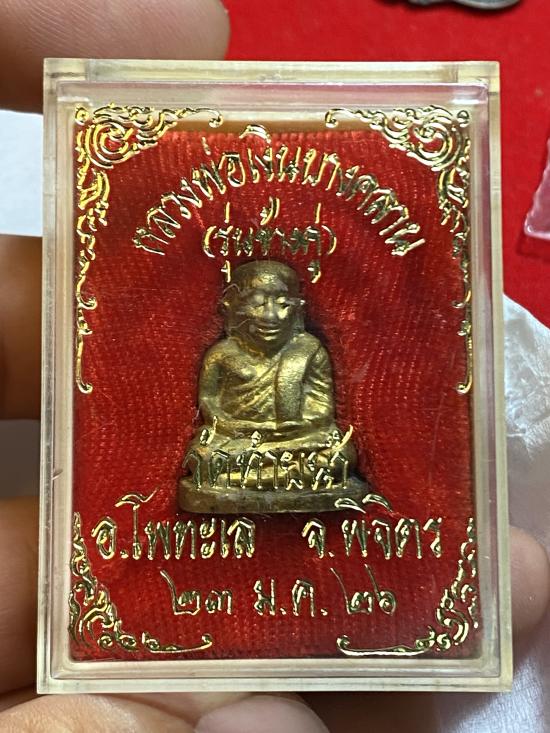 หลวงพ่อเงินบางคลาน
(รุ่นช้างคู่)
วัดท้ายน้ำ
อ.โพทะเล จ.พิจิตร
๒๓ ม.ค. ๒๖